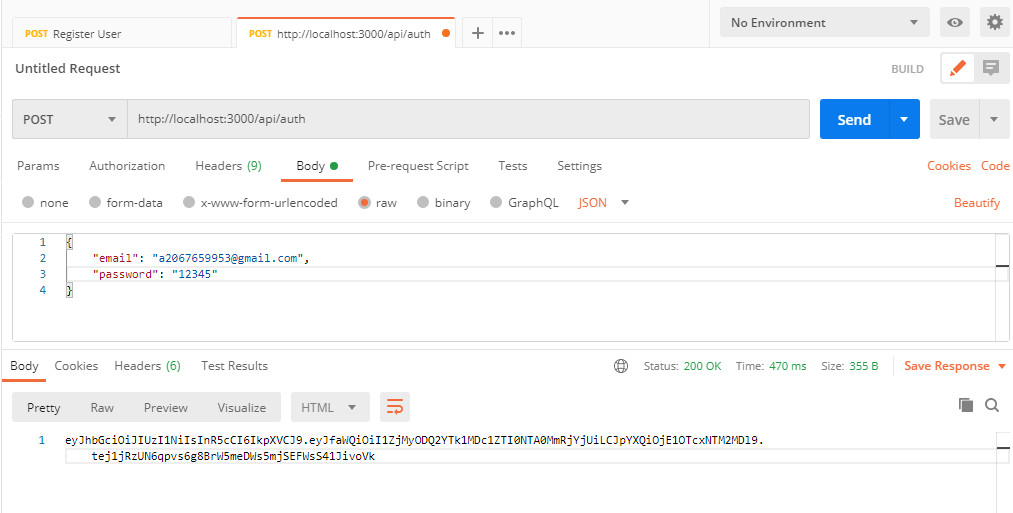 POST Register User
POST http://localhost:3000/api/auth
No Environment
Untitled Request
BUILD
POST
http://localhost:3000/api/auth
Send
Save
Params Authorization Headers (9) Body Pre-request Script Tests Settings Cookies Code
none form-data x-www-form-urlencoded raw binary GraphQL JSON Beautify
1 {
2 "email": "a2067659953@gmail.com",
3 "password": "12345"
4 }
Body Cookies Headers (6) Test Results Status: 200 OK Time: 470 ms Size: 355 B Save Response
Pretty Raw Preview Visualize HTML
1 eyJhbGciOiJIUzI1NiIsInR5cCI6IkpXVCJ9.eyJfaWQiOiI1ZjMyODQ2YTk1MDc1ZTI0NTA0MmRjYjUiLCJpYXQiOjE1OTcxNTM2MDl9.
tej1jRzUN6qpvs6g8BrW5meDWs5mjSEFWsS41JivoVk